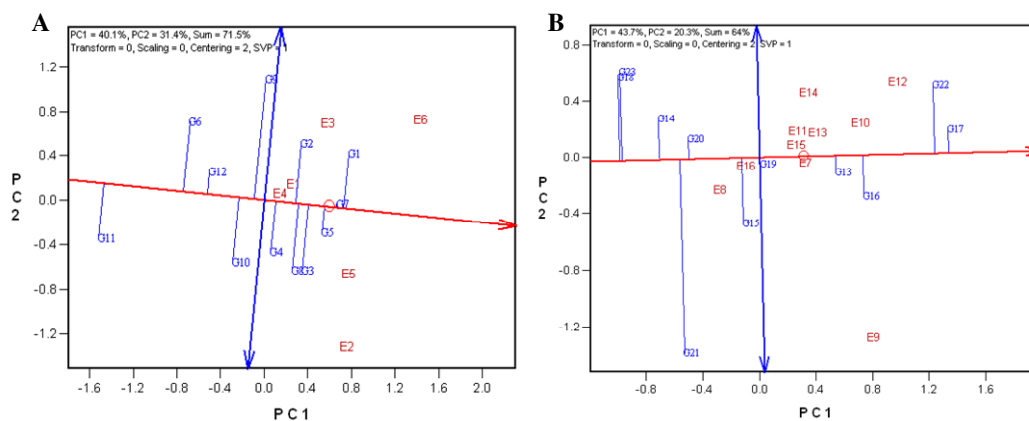 A
PC1 = 40.1%, PC2 = 31.4%, Sum = 71.5%
Transform = 0, Scaling = 0, Centering = 2, SVP = 1
1.2
0.8
0.4
0.0
-0.4
-0.8
-1.2
P
C
2
G9
G6
E3
E6
G2
G1
G12
E1
E4
G7
G5
G11
G4
G10
G8
G3
E5
E2
-1.6
-1.2
-0.8
-0.4
0.0
0.4
0.8
1.2
1.6
2.0
P C 1
B
PC1 = 43.7%, PC2 = 20.3%, Sum = 64%
Transform = 0, Scaling = 0, Centering = 2, SVP = 1
0.8
0.4
0.0
-0.4
-0.8
-1.2
P
C
2
G23
G18
E12
G22
E14
G14
E10
E11
E13
G17
G20
E15
E16
G19
E7
G13
E8
G16
G15
G21
E9
-0.8
-0.4
0.0
0.4
0.8
1.2
1.6
P C 1